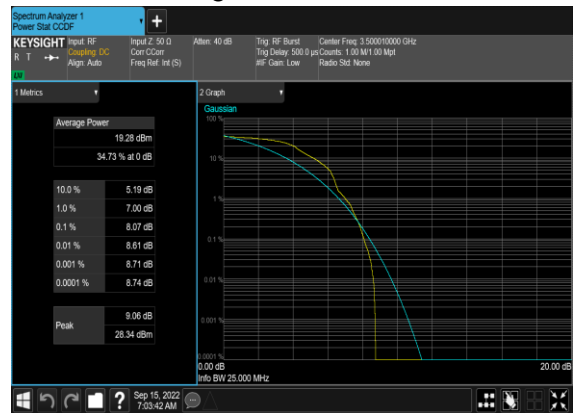 Spectrum Analyzer 1
Power Stat CCDF
KEYSIGHT Input: RF Input Z: 50 Ω Atten: 40 dB Trig: RF Burst Center Freq: 3.500010000 GHz
R T Coupling: DC Corr CCorr Trig Delay: 500.0 µs Counts: 1.00 M/1.00 Mpt
Align: Auto Freq Ref: Int (S) #IF Gain: Low Radio Std: None
LU
1 Metrics
2 Graph
Average Power
19.28 dBm
34.73 % at 0 dB
10.0 % 5.19 dB
1.0 % 7.00 dB
0.1 % 8.07 dB
0.01 % 8.61 dB
0.001 % 8.71 dB
0.0001 % 8.74 dB
Peak 9.06 dB
28.34 dBm
Gaussian
100 %
10 %
1 %
0.1 %
0.01 %
0.001 %
0.0001 %
0.00 dB 20.00 dB
Info BW 25.000 MHz
Sep 15, 2022
7:03:42 AM